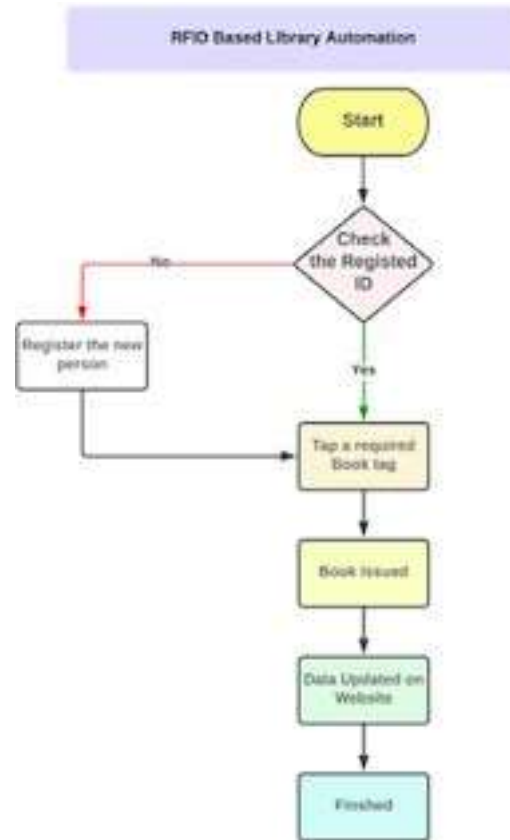 RFID Based Library Automation
Start
Check
the Registed
ID
No
Register the new
person
Yes
Tap a required
Book tag
Book Issued
Data Updated on
Website
Finished